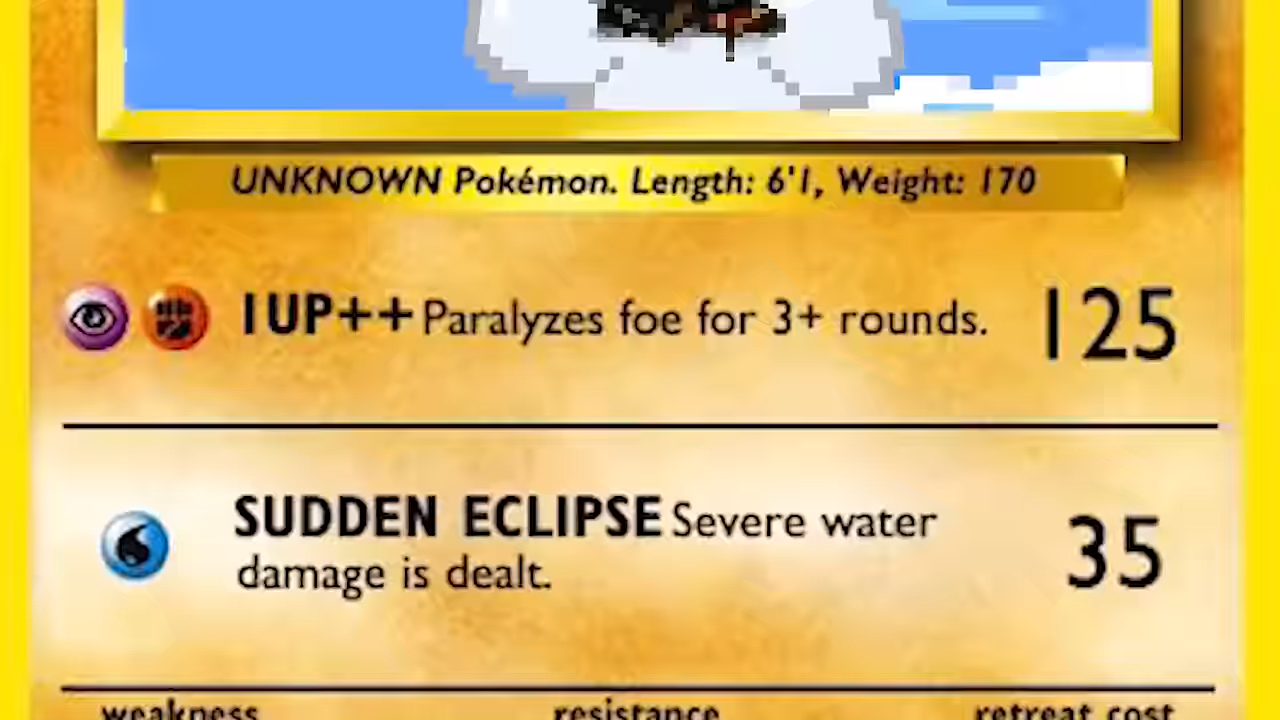 UNKNOWN Pokémon. Length: 6'1, Weight: 170
1UP++ Paralyzes foe for 3+ rounds. 125
SUDDEN ECLIPSE Severe water
damage is dealt. 35
weakness resistance retreat cost